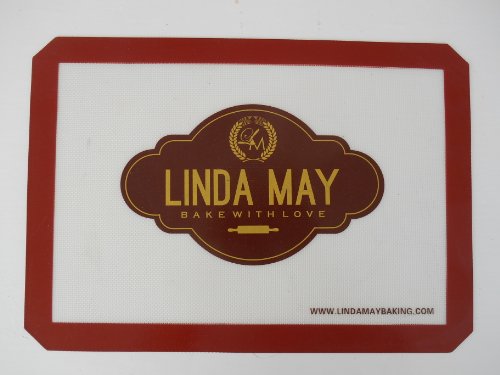 LM
LINDA MAY
BAKE WITH LOVE
WWW.LINDAMAYBAKING.COM